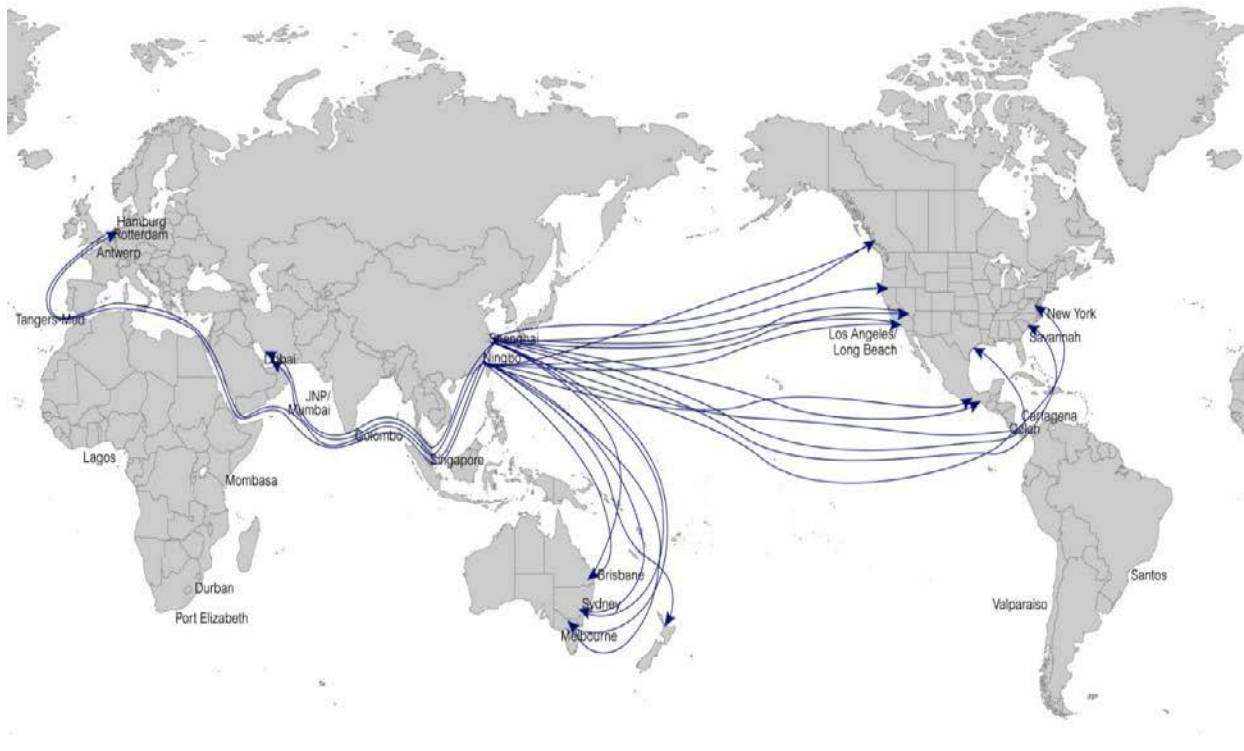 Hamburg
Rotterdam
Antwerp
Tangers-Med
New York
Savannah
Los Angeles/
Long Beach
Shanghai
Ningbo
Dubai
JNP/
Mumbai
Colombo
Singapore
Cartagena
Colon
Lagos
Mombasa
Brisbane
Sydney
Melbourne
Durban
Port Elizabeth
Santos
Valparaiso